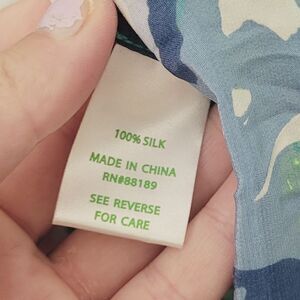 100% SILK
MADE IN CHINA
RN#88189
SEE REVERSE
FOR CARE